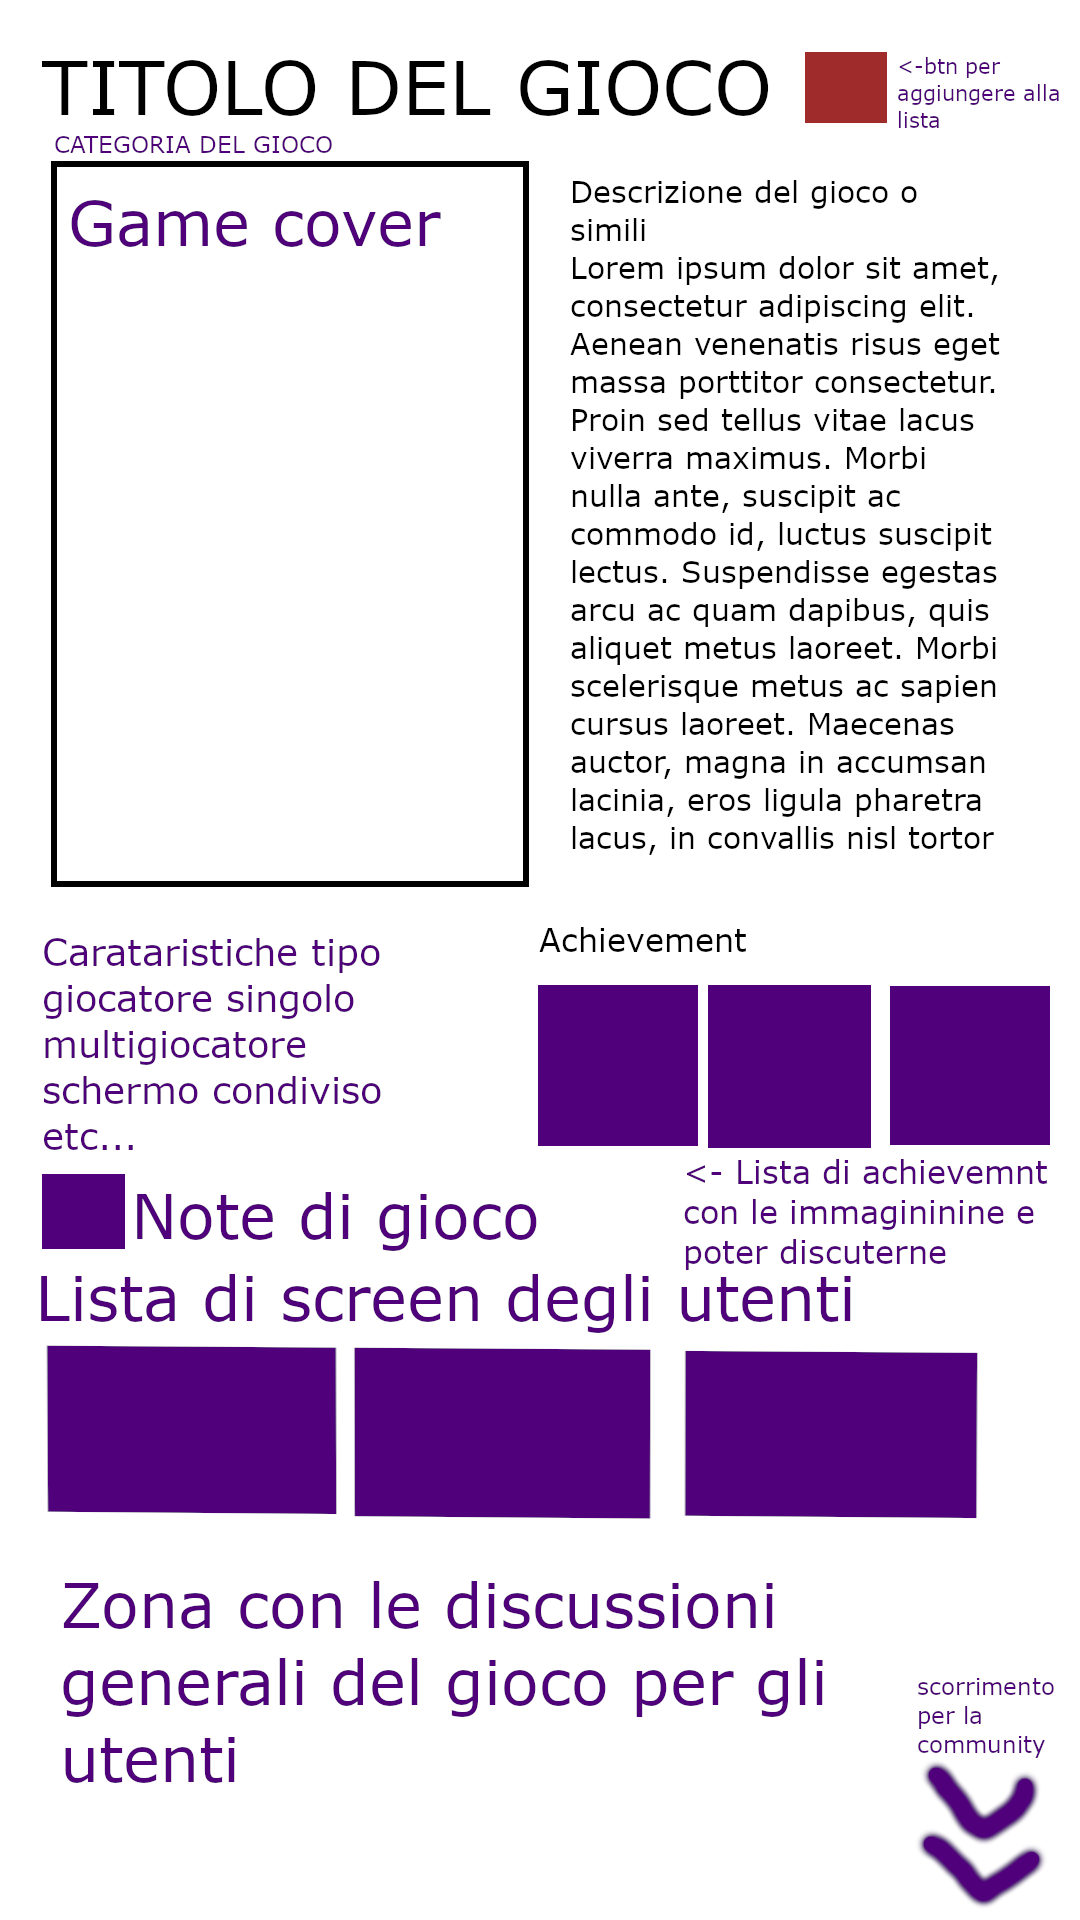 TITOLO DEL GIOCO
<-btn per
aggiungere alla
lista
CATEGORIA DEL GIOCO
Game cover
Descrizione del gioco o
simili
Lorem ipsum dolor sit amet,
consectetur adipiscing elit.
Aenean venenatis risus eget
massa porttitor consectetur.
Proin sed tellus vitae lacus
viverra maximus. Morbi
nulla ante, suscipit ac
commodo id, luctus suscipit
lectus. Suspendisse egestas
arcu ac quam dapibus, quis
aliquet metus laoreet. Morbi
scelerisque metus ac sapien
cursus laoreet. Maecenas
auctor, magna in accumsan
lacinia, eros ligula pharetra
lacus, in convallis nisl tortor
Carataristiche tipo
giocatore singolo
multigiocatore
schermo condiviso
etc...
Achievement
<- Lista di achievemnt
con le immagininine e
poter discuterne
Note di gioco
Lista di screen degli utenti
Zona con le discussioni
generali del gioco per gli
utenti
scorrimento
per la
community